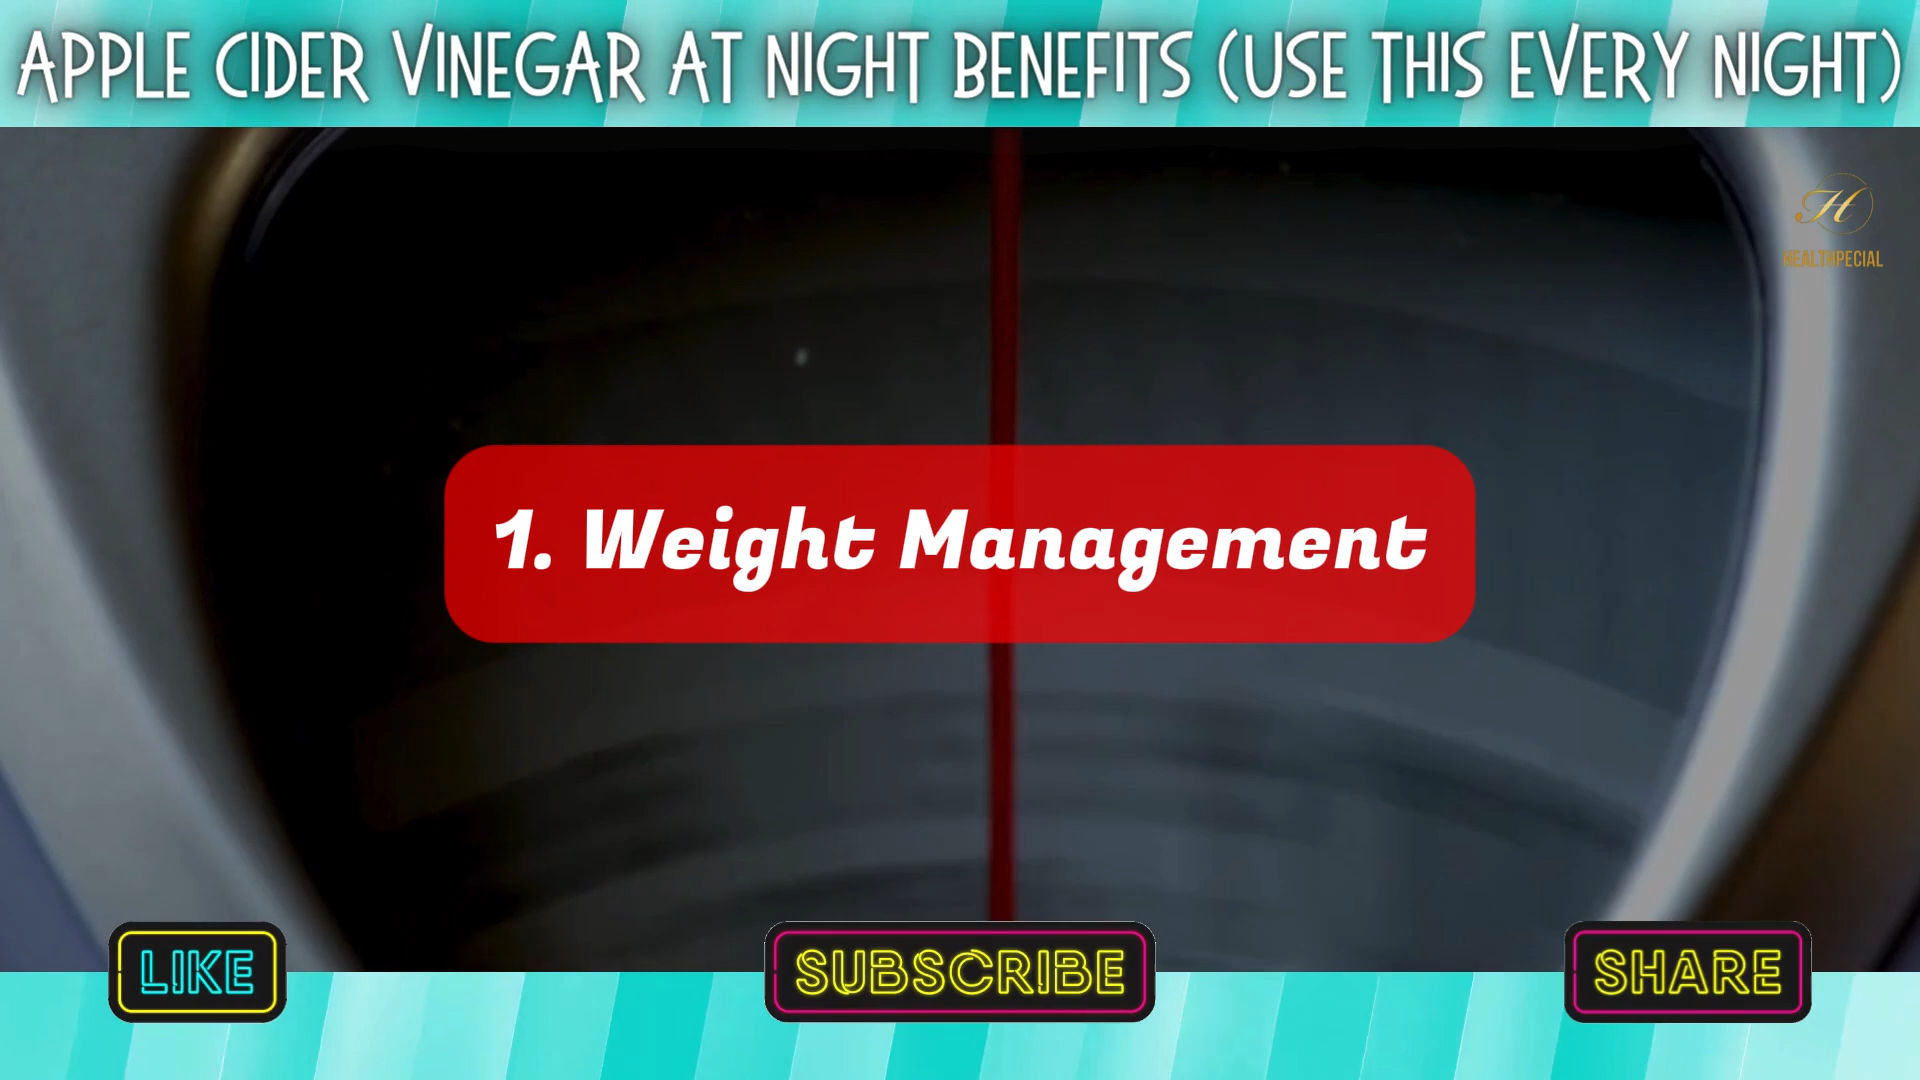 APPLE CIDER VINEGAR AT NIGHT BENEFITS (USE THIS EVERY NIGHT)
H
HEALTHPECIAL
1. Weight Management
LIKE
SUBSCRIBE
SHARE